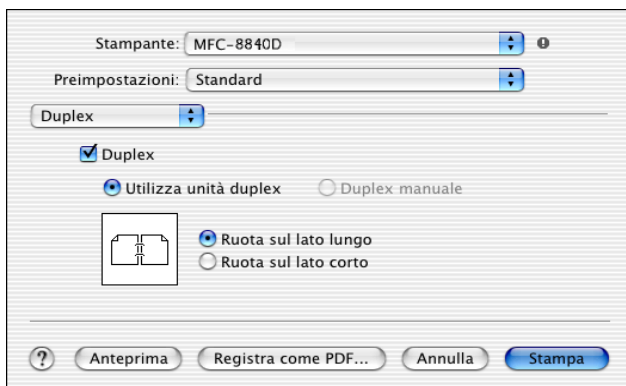 Stampante: MFC-8840D
Preimpostazioni: Standard
Duplex
Duplex
Utilizza unità duplex Duplex manuale
Ruota sul lato lungo
Ruota sul lato corto
? Anteprima Registra come PDF... Annulla Stampa